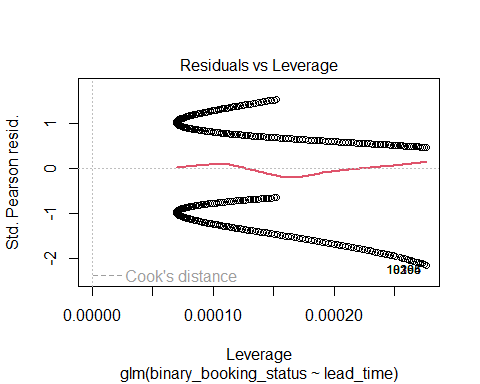 Residuals vs Leverage
Std. Pearson resid.
1
0
-1
-2
Cook's distance
0.00000
0.00010
0.00020
Leverage
glm(binary_booking_status ~ lead_time)